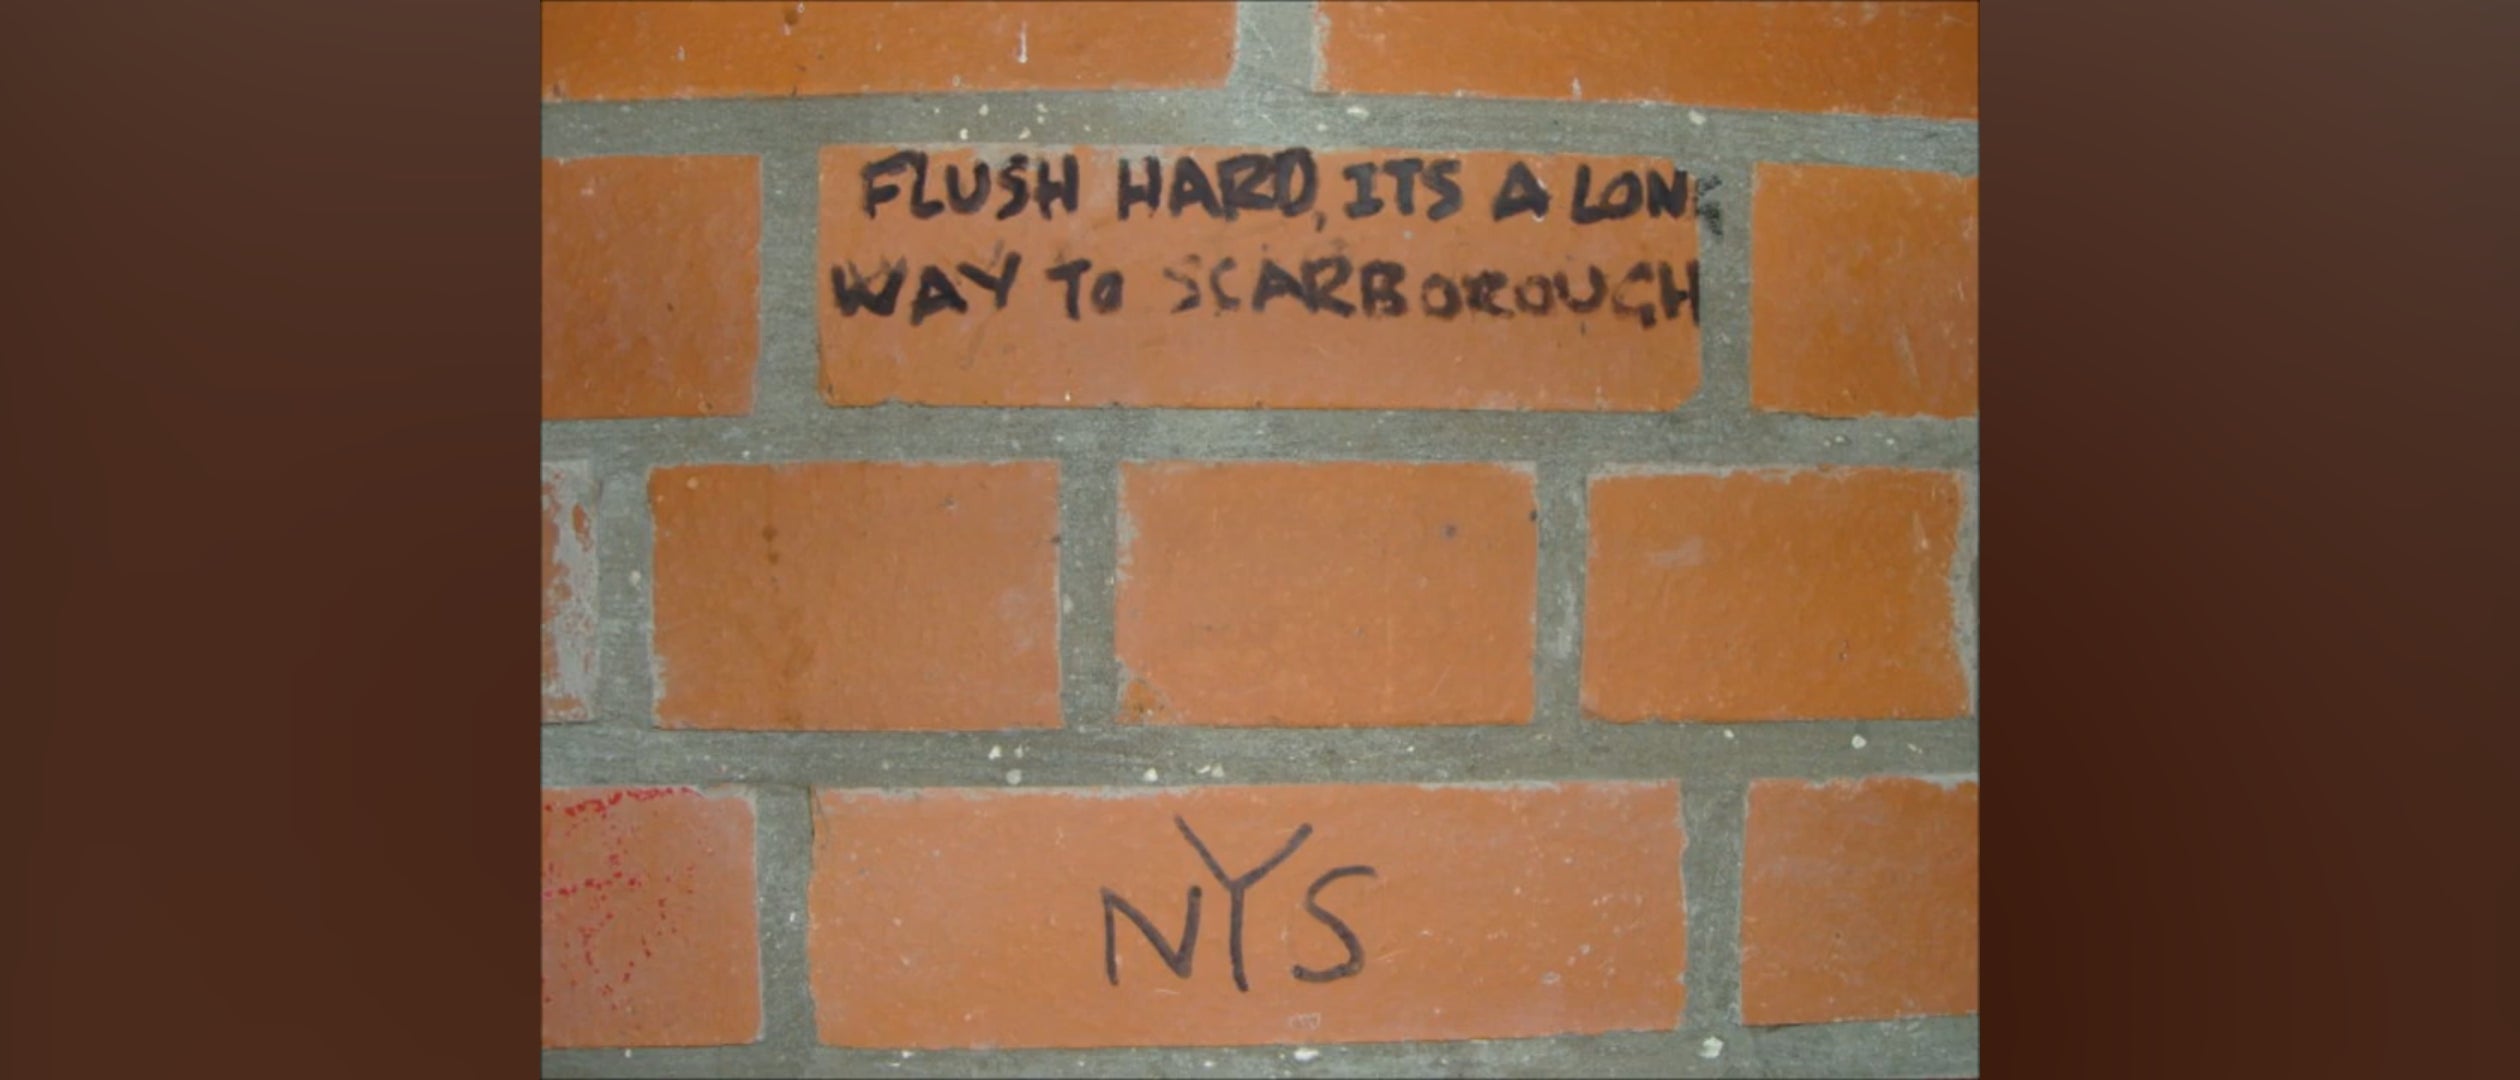 FLUSH HARD, ITS A LONG
WAY TO SCARBOROUGH
NYS